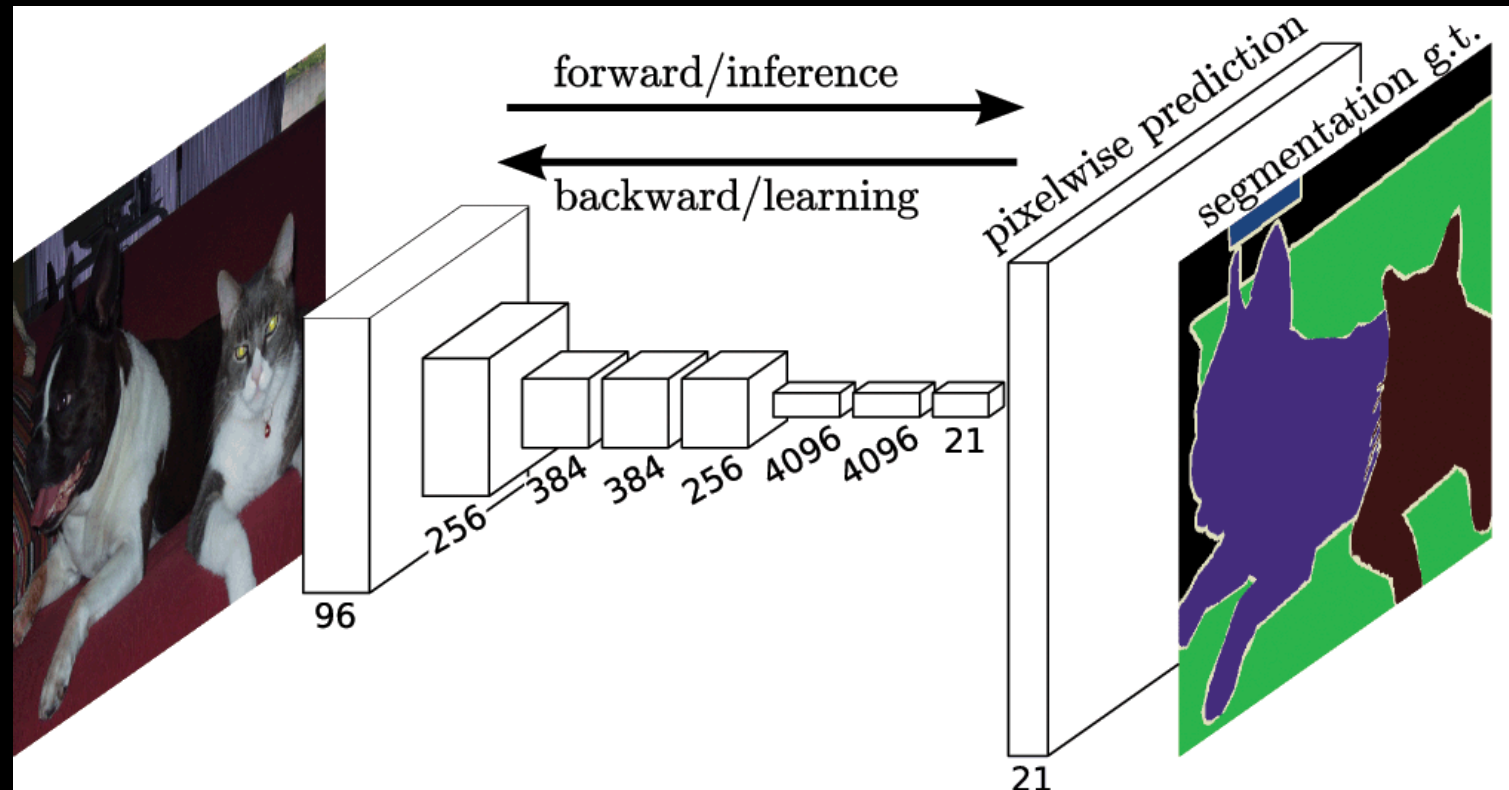 forward/inference
backward/learning
pixelwise prediction
segmentation g.t.
96
256
384
384
256
4096
4096
21
21